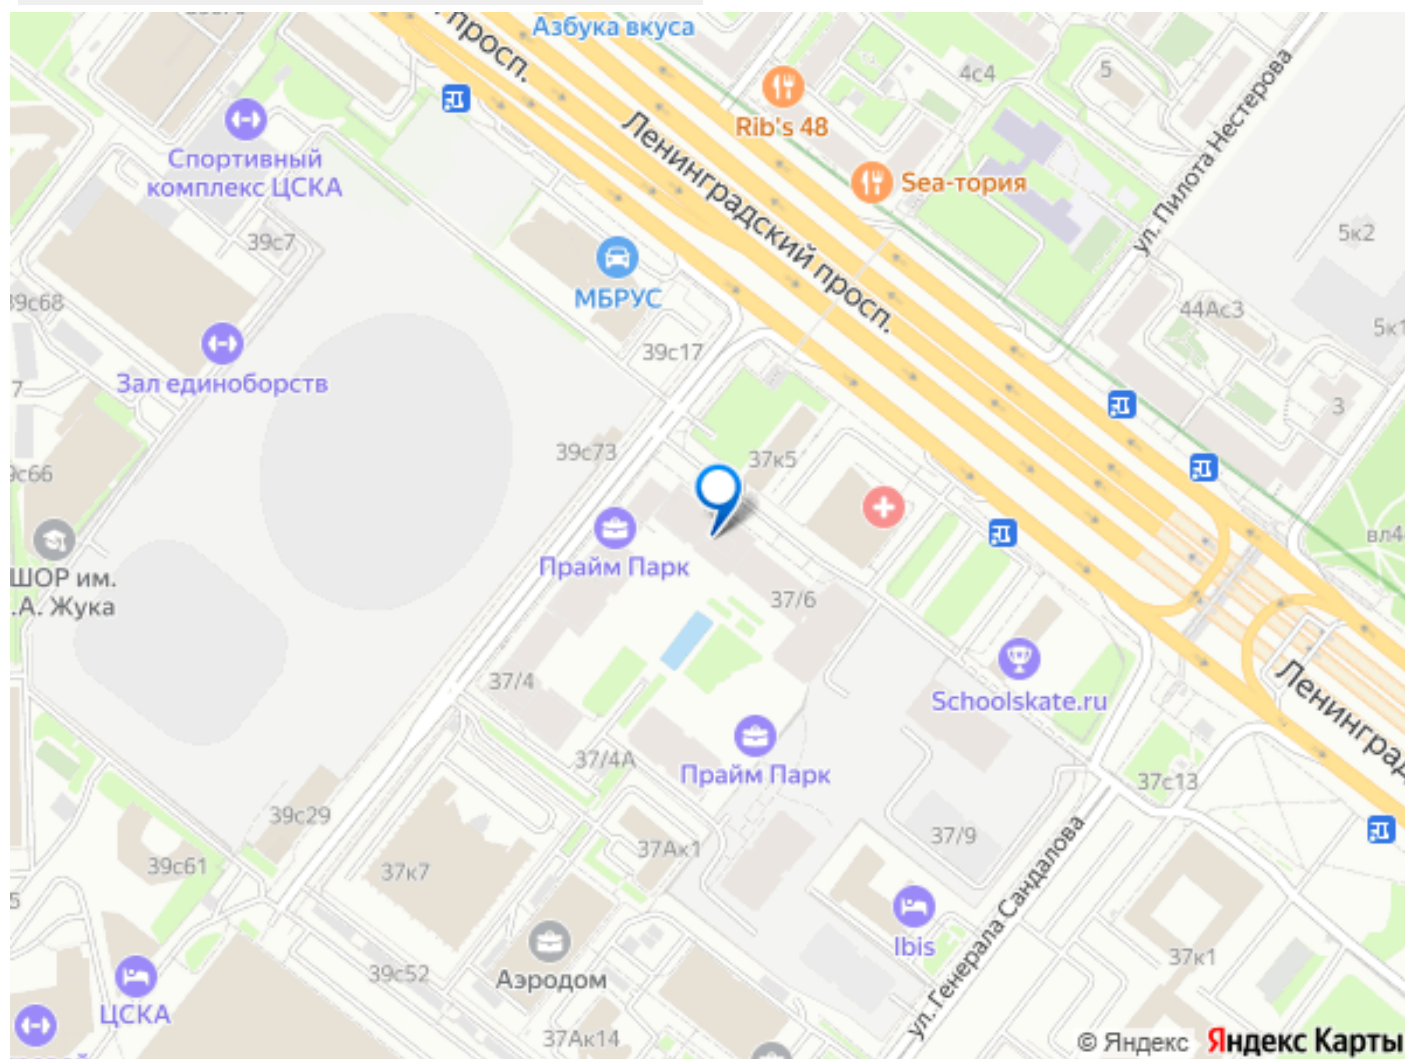 Азбука вкуса
просп.
4с4
5
Rib's 48
ул. Пилота Нестерова
Ленинградский просп.
Спортивный
комплекс ЦСКА
Sea-тория
39с7
5к2
МБРУС
39с68
44Ас3
5к1
39с17
Зал единоборств
7
3
39с73
37к5
39с66
вл4
Прайм Парк
ШОР им.
.А. Жука
37/6
37/4
Schoolskate.ru
Ленинград
37/4А
Прайм Парк
37с13
39с29
37Ак1
37/9
39с61
37к7
5
ул. Генерала Сандалова
Ibis
37к1
39с52
Аэродом
ЦСКА
37Ак14
© Яндекс Яндекс Карты